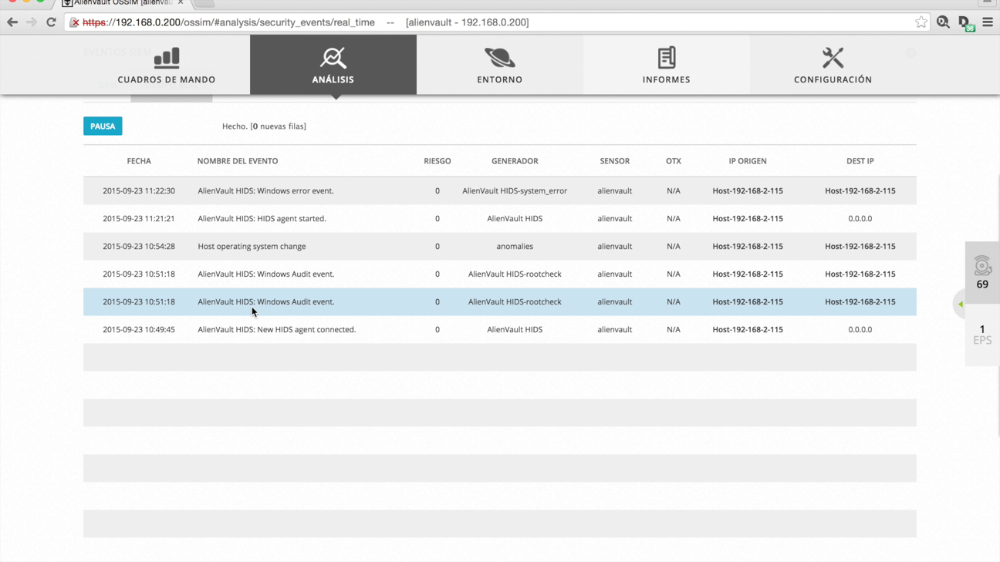 AlienVault OSSIM [alienvau
https://192.168.0.200/ossim/#analysis/security_events/real_time -- [alienvault - 192.168.0.200]
38
EVENTOS SIEM
CUADROS DE MANDO ANÁLISIS ENTORNO INFORMES CONFIGURACIÓN
PAUSA Hecho. [0 nuevas filas]
FECHA NOMBRE DEL EVENTO RIESGO GENERADOR SENSOR OTX IP ORIGEN DEST IP
2015-09-23 11:22:30 AlienVault HIDS: Windows error event. 0 AlienVault HIDS-system_error alienvault N/A Host-192-168-2-115 Host-192-168-2-115
2015-09-23 11:21:21 AlienVault HIDS: HIDS agent started. 0 AlienVault HIDS alienvault N/A Host-192-168-2-115 0.0.0.0
2015-09-23 10:54:28 Host operating system change 0 anomalies alienvault N/A Host-192-168-2-115 Host-192-168-2-115
2015-09-23 10:51:18 AlienVault HIDS: Windows Audit event. 0 AlienVault HIDS-rootcheck alienvault N/A Host-192-168-2-115 Host-192-168-2-115
2015-09-23 10:51:18 AlienVault HIDS: Windows Audit event. 0 AlienVault HIDS-rootcheck alienvault N/A Host-192-168-2-115 Host-192-168-2-115
2015-09-23 10:49:45 AlienVault HIDS: New HIDS agent connected. 0 AlienVault HIDS alienvault N/A Host-192-168-2-115 0.0.0.0
69
1
EPS